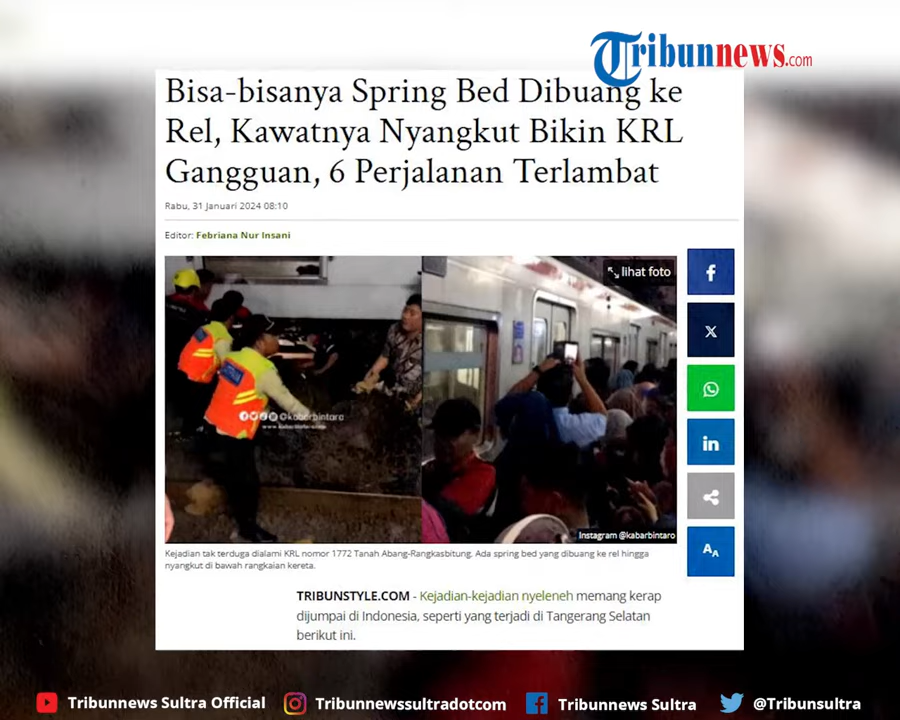 Tribunnews.com
Bisa-bisanya Spring Bed Dibuang ke
Rel, Kawatnya Nyangkut Bikin KRL
Gangguan, 6 Perjalanan Terlambat
Rabu, 31 Januari 2024 08:10
Editor: Febriana Nur Insani
lihat foto
@kabarbintaro
www.kabarbintaro.com
Instagram @kabarbintaro
Kejadian tak terduga dialami KRL nomor 1772 Tanah Abang-Rangkasbitung. Ada spring bed yang dibuang ke rel hingga
nyangkut di bawah rangkaian kereta.
TRIBUNSTYLE.COM - Kejadian-kejadian nyeleneh memang kerap
dijumpai di Indonesia, seperti yang terjadi di Tangerang Selatan
berikut ini.
AA
Tribunnews Sultra Official Tribunnewssultradotcom Tribunnews Sultra @Tribunsultra